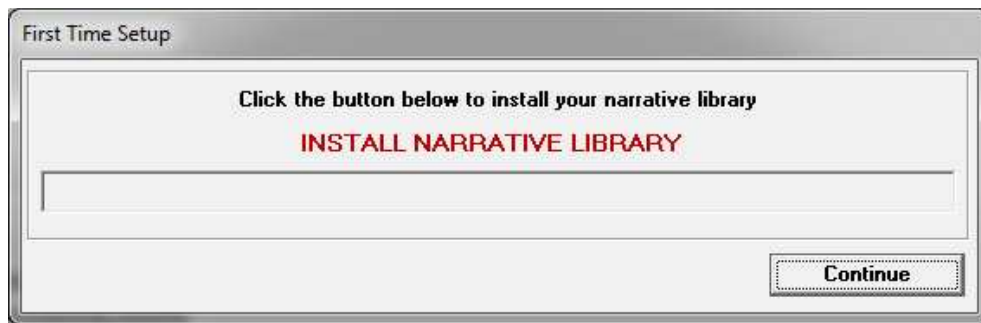 First Time Setup
Click the button below to install your narrative library
INSTALL NARRATIVE LIBRARY
Continue